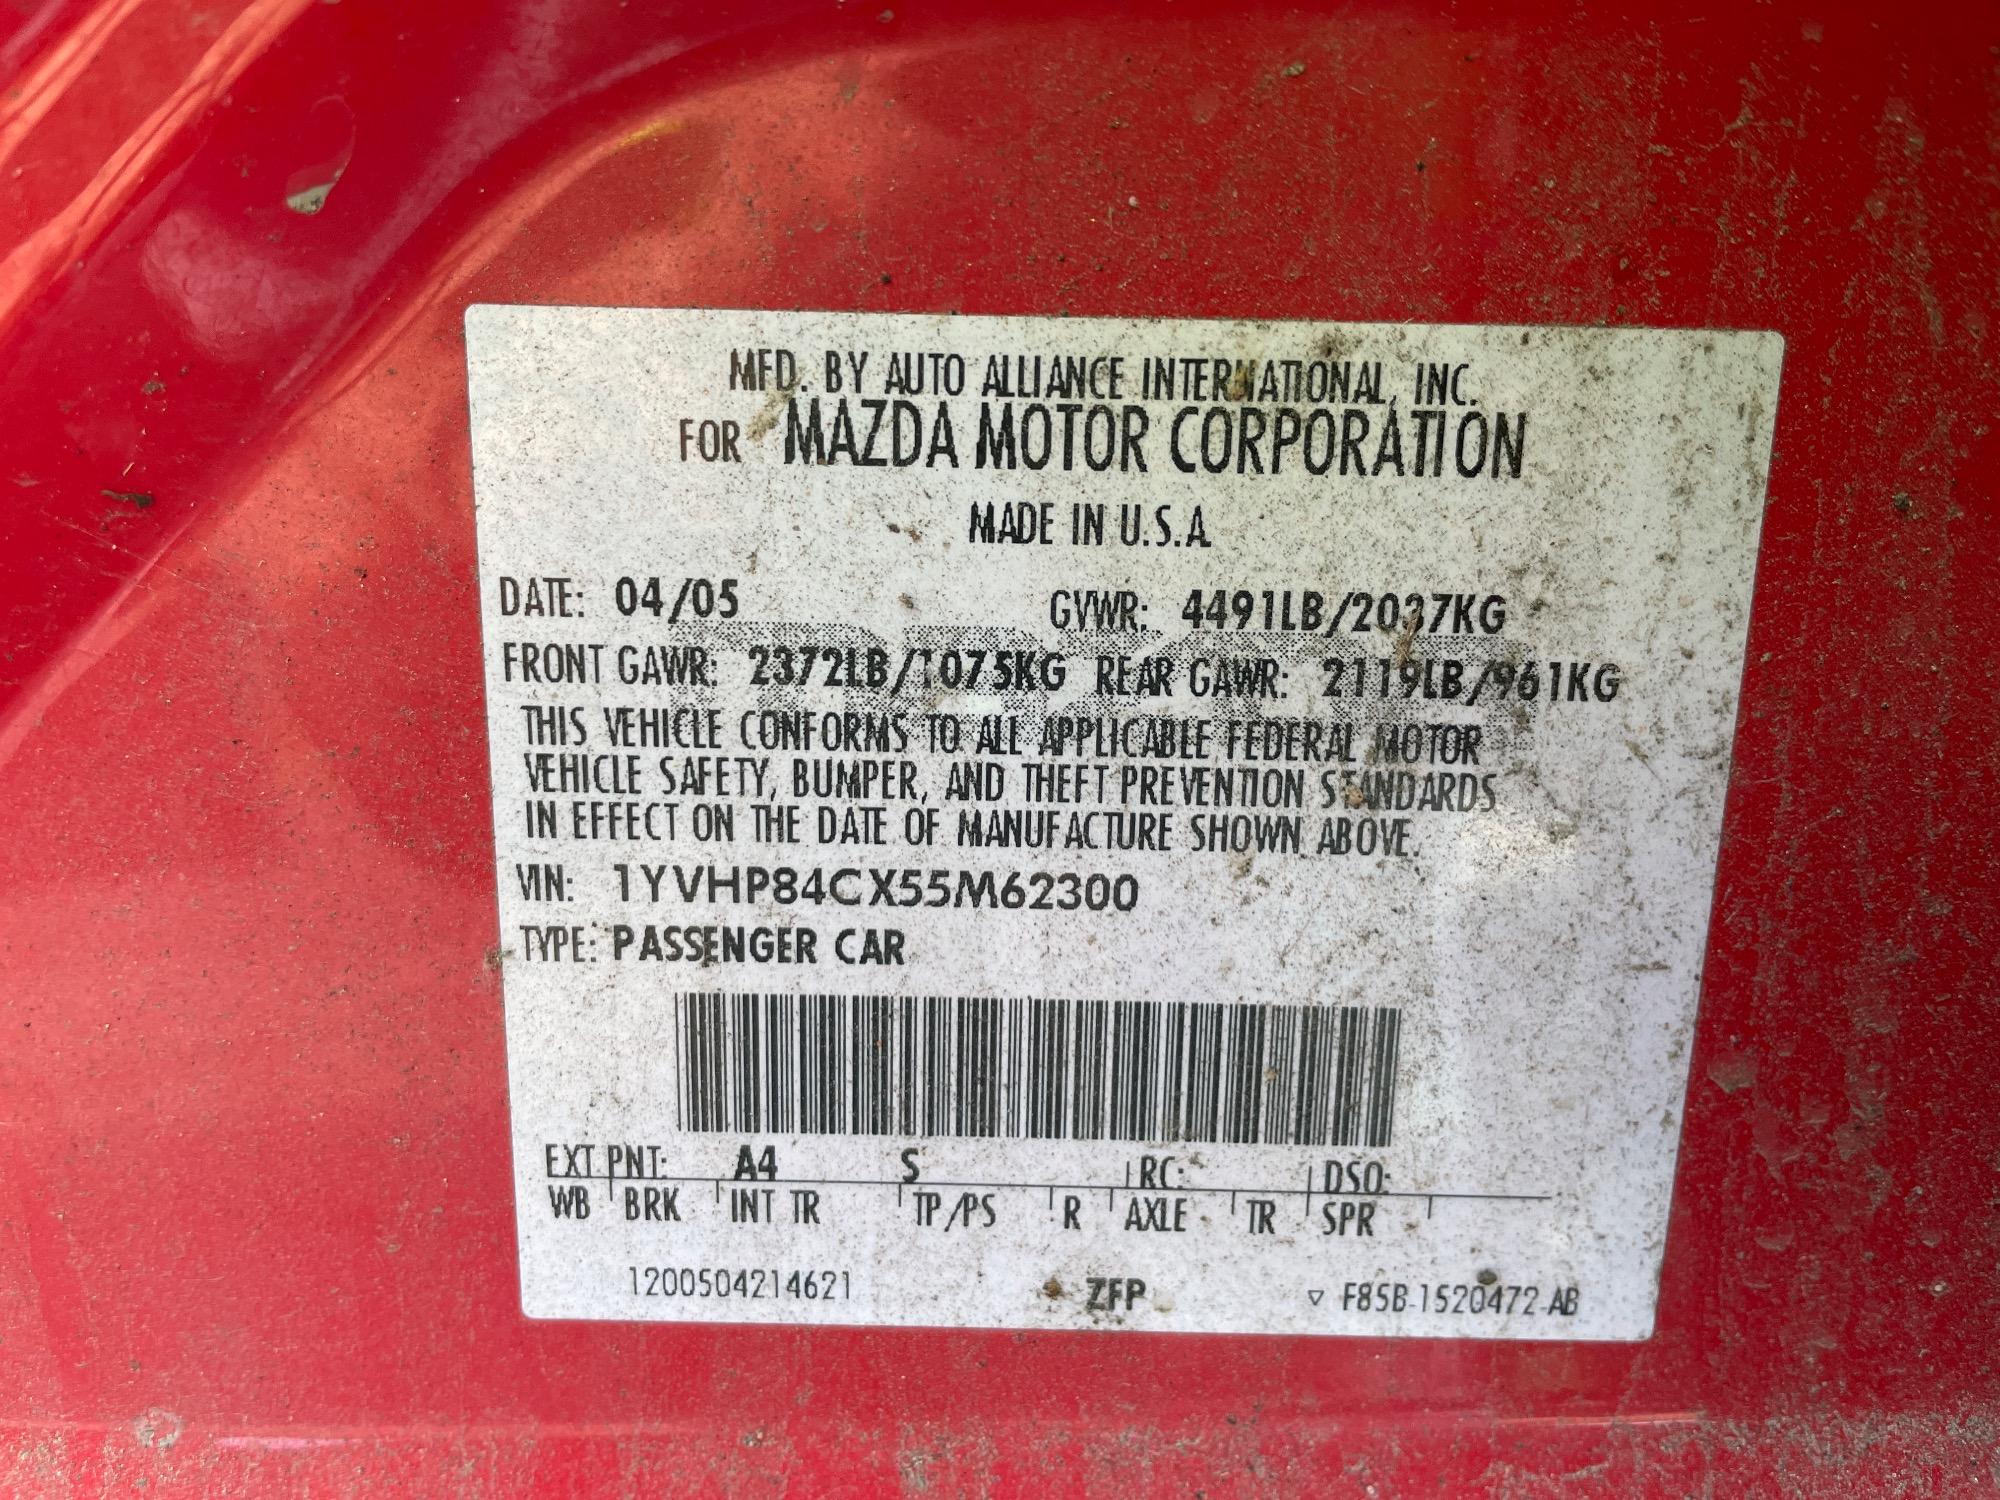 MFD. BY AUTO ALLIANCE INTERNATIONAL, INC.
FOR MAZDA MOTOR CORPORATION
MADE IN U.S.A.
DATE: 04/05 GVWR: 4491LB/2037KG
FRONT GAWR: 2372LB/1075KG REAR GAWR: 2119LB/961KG
THIS VEHICLE CONFORMS TO ALL APPLICABLE FEDERAL MOTOR
VEHICLE SAFETY, BUMPER, AND THEFT PREVENTION STANDARDS
IN EFFECT ON THE DATE OF MANUFACTURE SHOWN ABOVE.
VIN: 1YVHP84CX55M62300
TYPE: PASSENGER CAR
EXT PNT: A4 S RC: DSO:
WB BRK INT TR TP/PS R AXLE TR SPR
1200504214621 ZFP ▽ F85B-1520472-AB